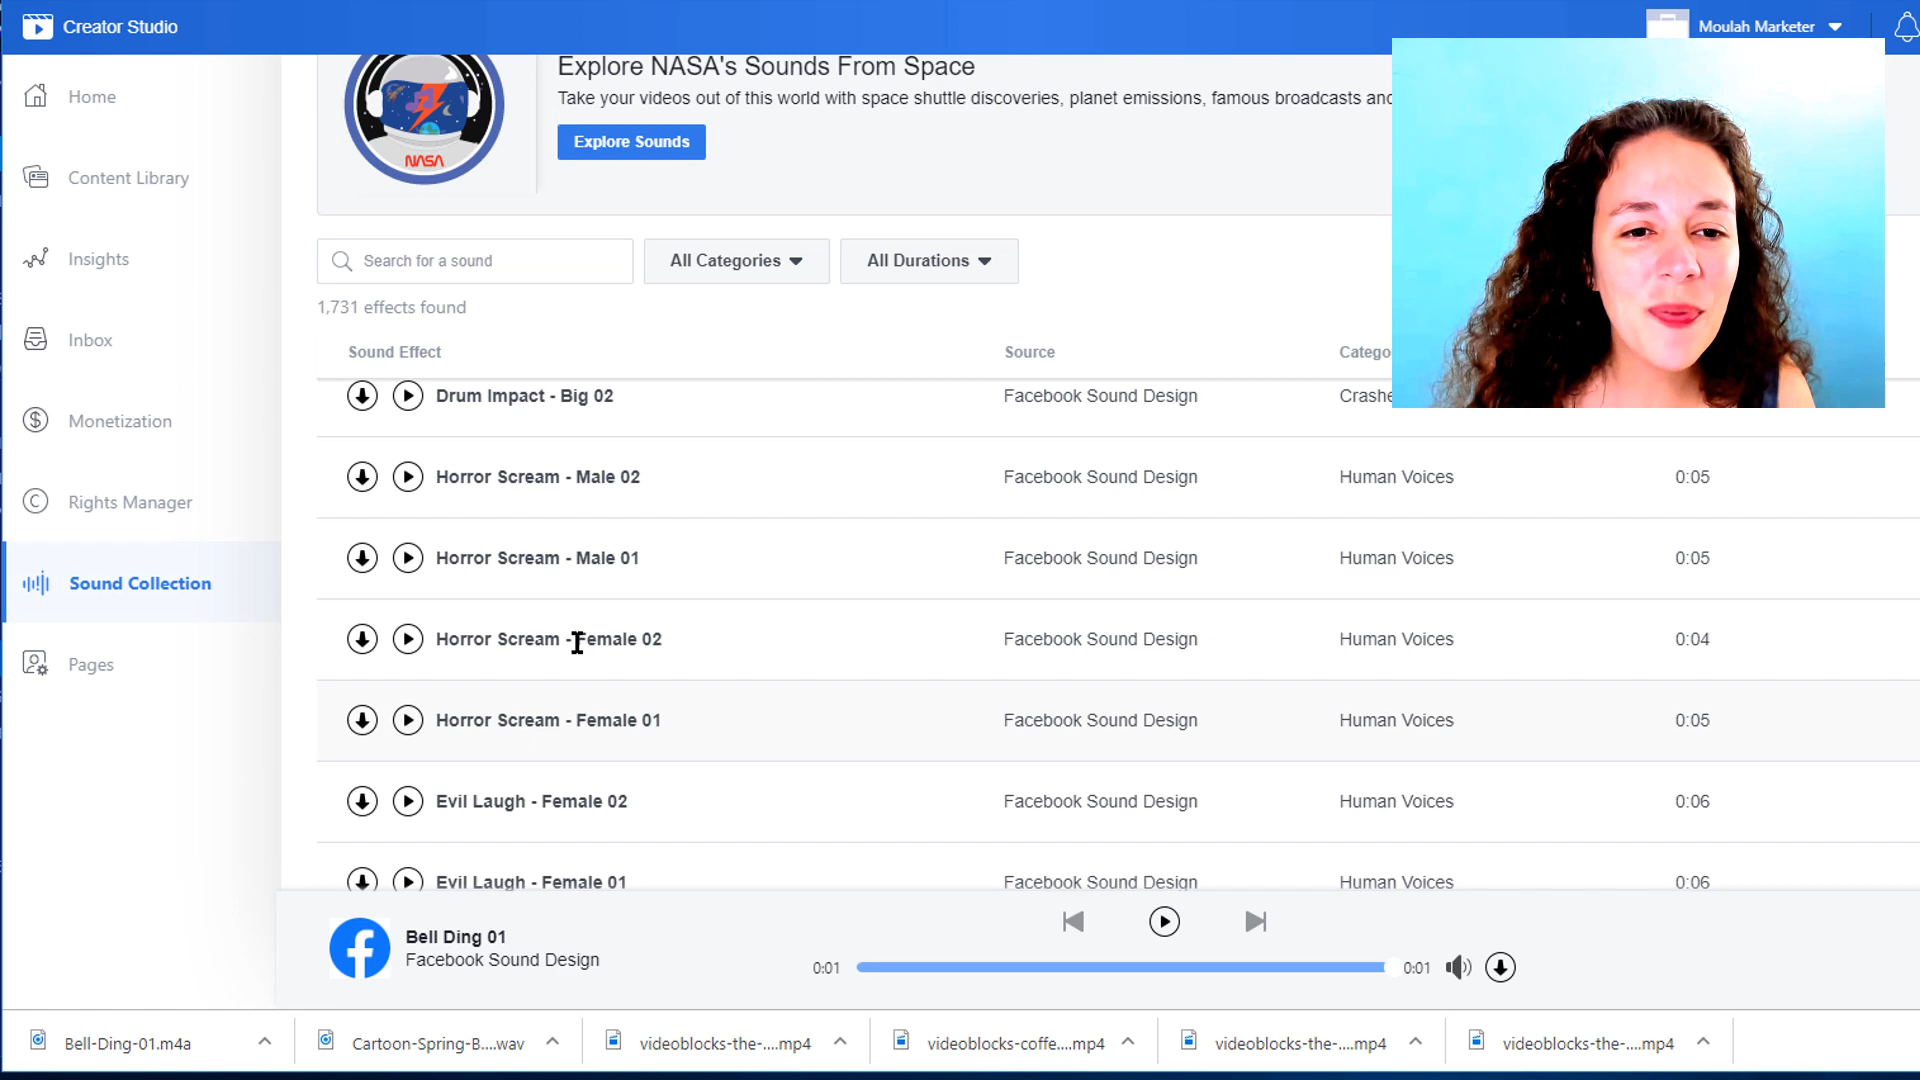 Creator Studio
Moulah Marketer
Home
Content Library
Insights
Inbox
Monetization
Rights Manager
Sound Collection
Pages
NASA
Explore NASA's Sounds From Space
Take your videos out of this world with space shuttle discoveries, planet emissions, famous broadcasts and
Explore Sounds
Search for a sound
All Categories
All Durations
1,731 effects found
Sound Effect Source Catego
Drum Impact - Big 02 Facebook Sound Design Crashe
Horror Scream - Male 02 Facebook Sound Design Human Voices 0:05
Horror Scream - Male 01 Facebook Sound Design Human Voices 0:05
Horror Scream - Female 02 Facebook Sound Design Human Voices 0:04
Horror Scream - Female 01 Facebook Sound Design Human Voices 0:05
Evil Laugh - Female 02 Facebook Sound Design Human Voices 0:06
Evil Laugh - Female 01 Facebook Sound Design Human Voices 0:06
Bell Ding 01
Facebook Sound Design
0:01 0:01
Bell-Ding-01.m4a
Cartoon-Spring-B....wav
videoblocks-the-....mp4
videoblocks-coffe....mp4
videoblocks-the-....mp4
videoblocks-the-....mp4